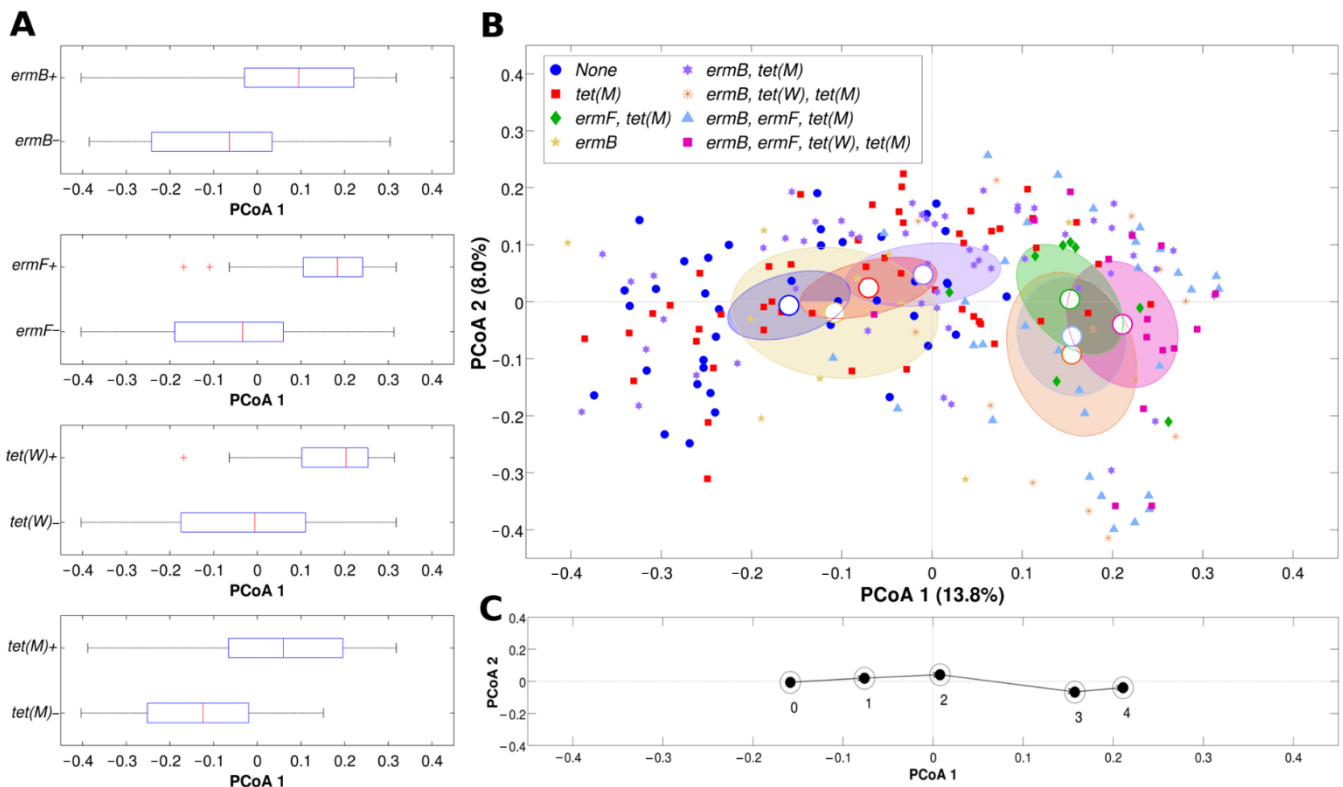 A
ermB+
ermB−
−0.4 −0.3 −0.2 −0.1 0 0.1 0.2 0.3 0.4
PCoA 1
ermF+
ermF−
−0.4 −0.3 −0.2 −0.1 0 0.1 0.2 0.3 0.4
PCoA 1
tet(W)+
tet(W)−
−0.4 −0.3 −0.2 −0.1 0 0.1 0.2 0.3 0.4
PCoA 1
tet(M)+
tet(M)−
−0.4 −0.3 −0.2 −0.1 0 0.1 0.2 0.3 0.4
PCoA 1
B
None
tet(M)
ermF, tet(M)
ermB
ermB, tet(M)
ermB, tet(W), tet(M)
ermB, ermF, tet(M)
ermB, ermF, tet(W), tet(M)
PCoA 2 (8.0%)
0.4
0.3
0.2
0.1
0
−0.1
−0.2
−0.3
−0.4
−0.4 −0.3 −0.2 −0.1 0 0.1 0.2 0.3 0.4
PCoA 1 (13.8%)
C
PCoA 2
0.4
0.2
0
−0.2
−0.4
0 1 2 3 4
−0.4 −0.3 −0.2 −0.1 0 0.1 0.2 0.3 0.4
PCoA 1